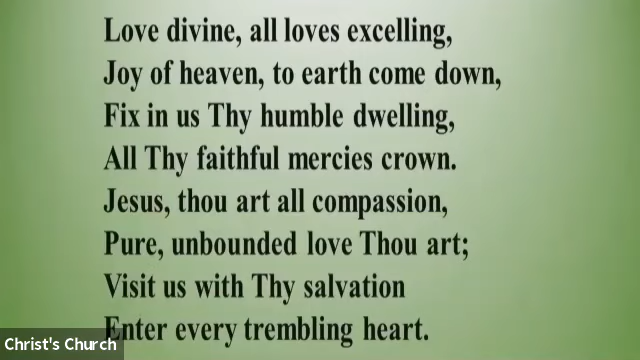 Love divine, all loves excelling,
Joy of heaven, to earth come down,
Fix in us Thy humble dwelling,
All Thy faithful mercies crown.
Jesus, thou art all compassion,
Pure, unbounded love Thou art;
Visit us with Thy salvation
Enter every trembling heart.
Christ's Church